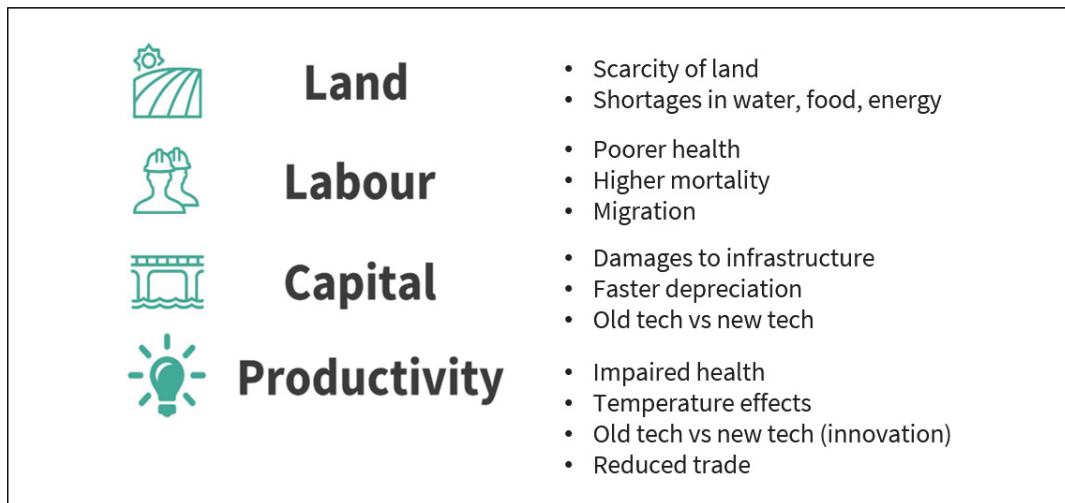 Land
• Scarcity of land
• Shortages in water, food, energy
Labour
• Poorer health
• Higher mortality
• Migration
Capital
• Damages to infrastructure
• Faster depreciation
• Old tech vs new tech
Productivity
• Impaired health
• Temperature effects
• Old tech vs new tech (innovation)
• Reduced trade